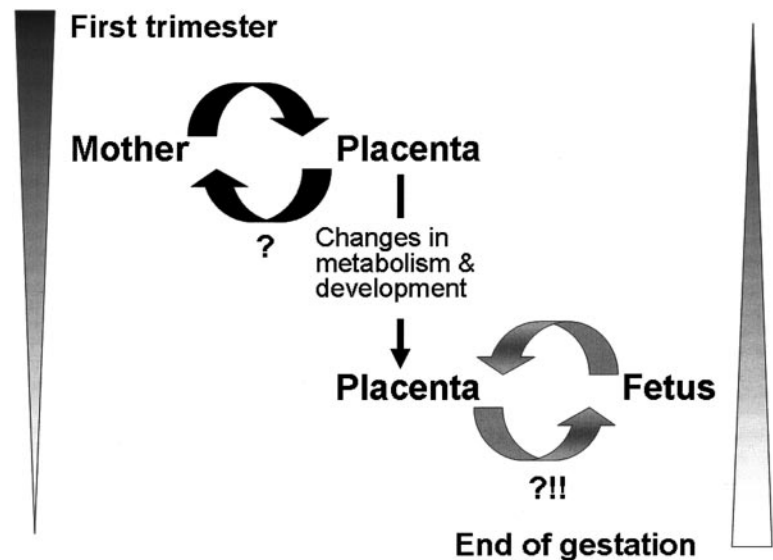 First trimester
Mother
Placenta
?
Changes in
metabolism &
development
Placenta
Fetus
?!!
End of gestation